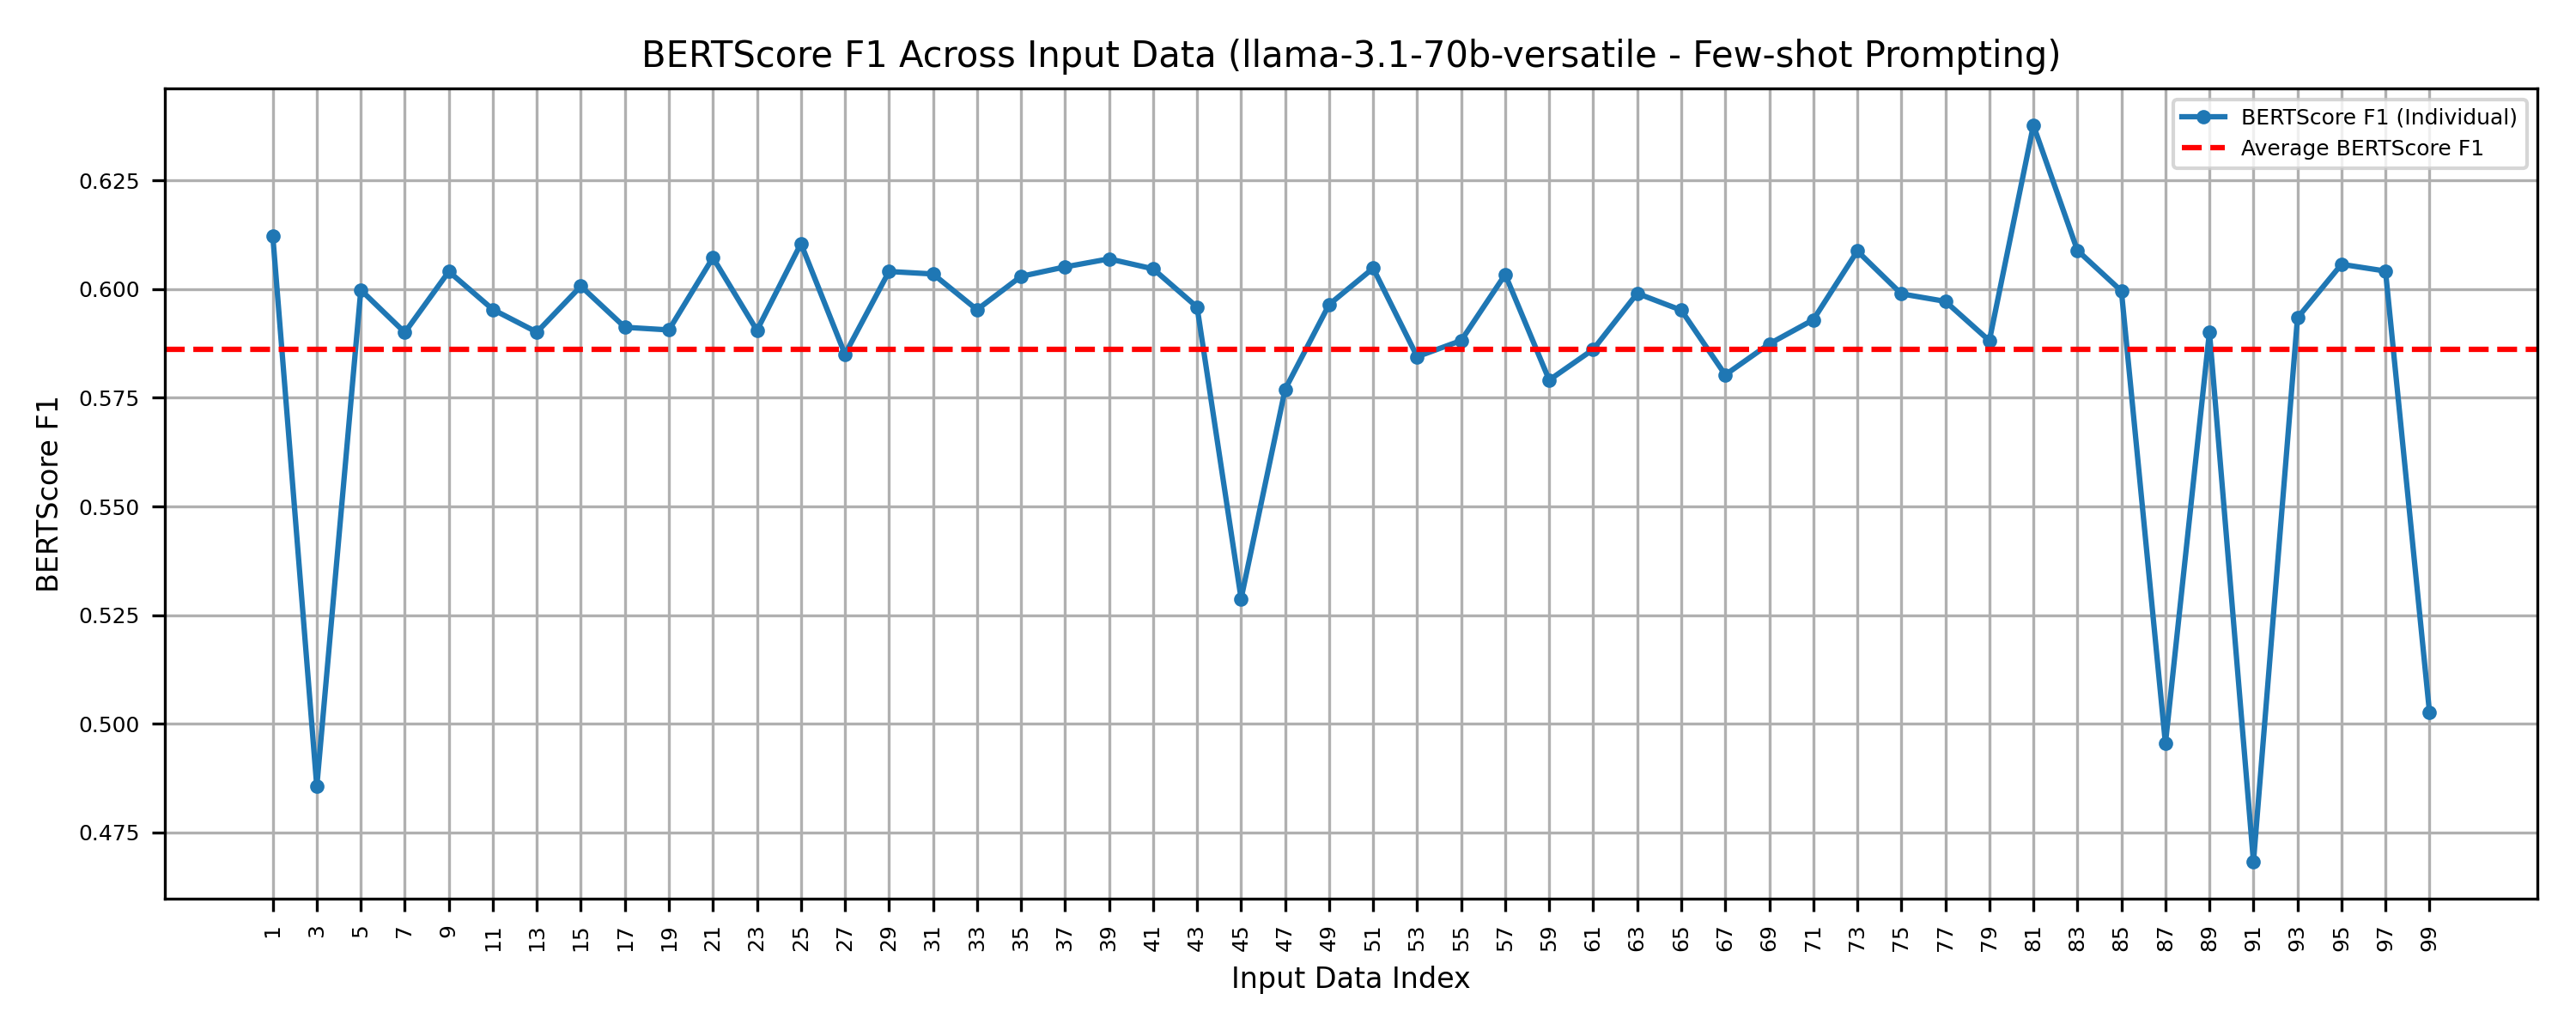 BERTScore F1 Across Input Data (llama-3.1-70b-versatile - Few-shot Prompting)
BERTScore F1 (Individual)
Average BERTScore F1
BERTScore F1
0.625
0.600
0.575
0.550
0.525
0.500
0.475
1 3 5 7 9 11 13 15 17 19 21 23 25 27 29 31 33 35 37 39 41 43 45 47 49 51 53 55 57 59 61 63 65 67 69 71 73 75 77 79 81 83 85 87 89 91 93 95 97 99
Input Data Index